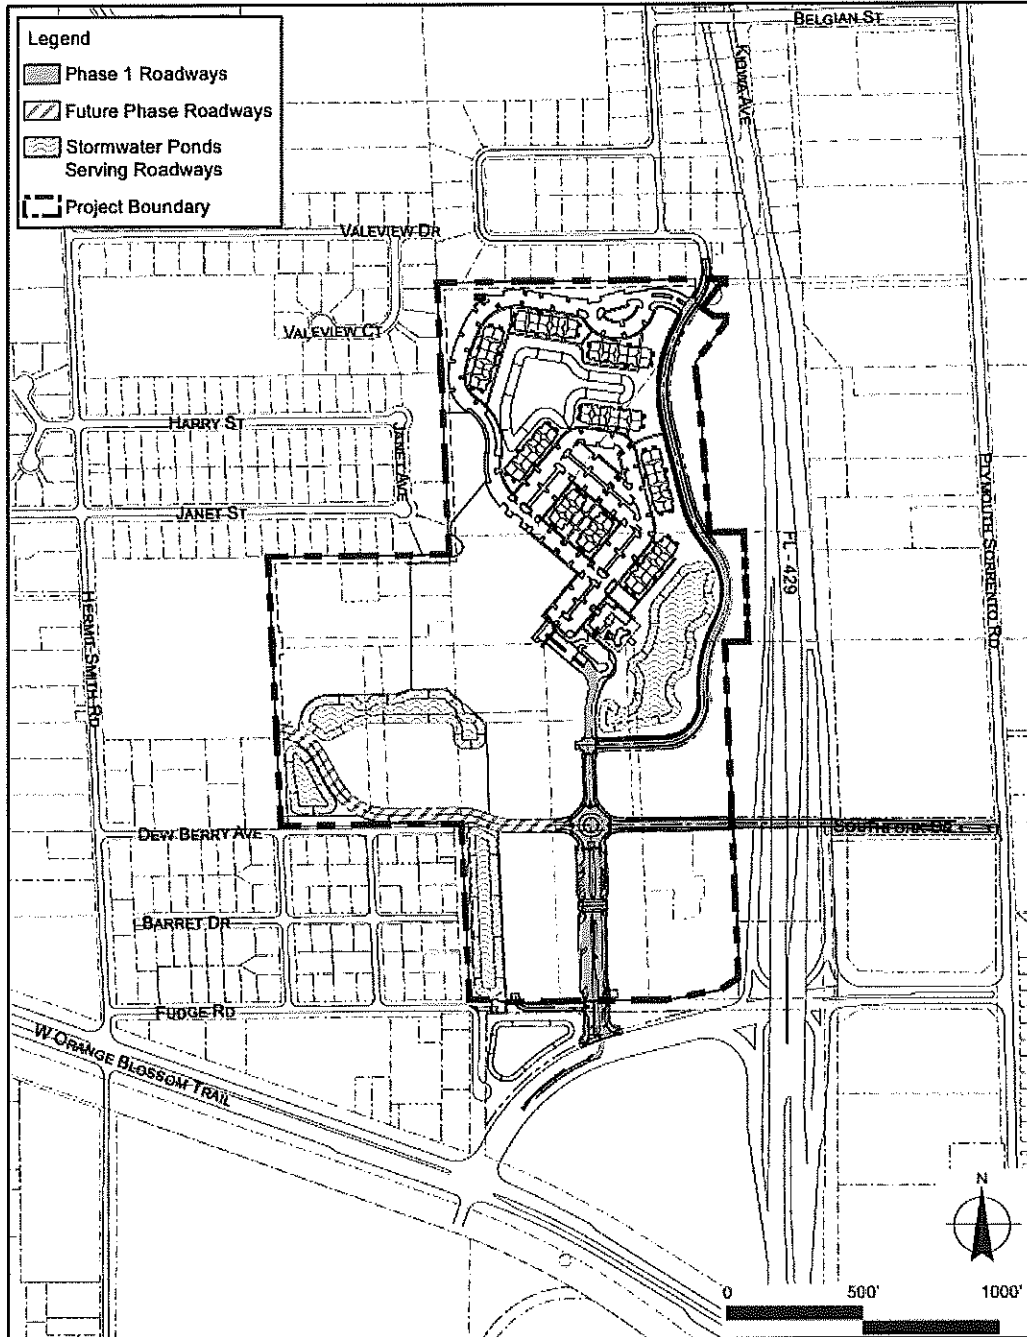 BELGIAN ST
Legend
Phase 1 Roadways
Future Phase Roadways
Stormwater Ponds
Serving Roadways
Project Boundary
KIOWA AVE
VALEVIEW DR
VALEVIEW CT
HARRY ST
JANET AVE
JANET ST
PLYMOUTH SORRENTO RD
FL - 429
HERMIT SMITH RD
DEW BERRY AVE
SOUTHFORK DR
BARRET DR
FUDGE RD
W ORANGE BLOSSOM TRAIL
N
0 500' 1000'